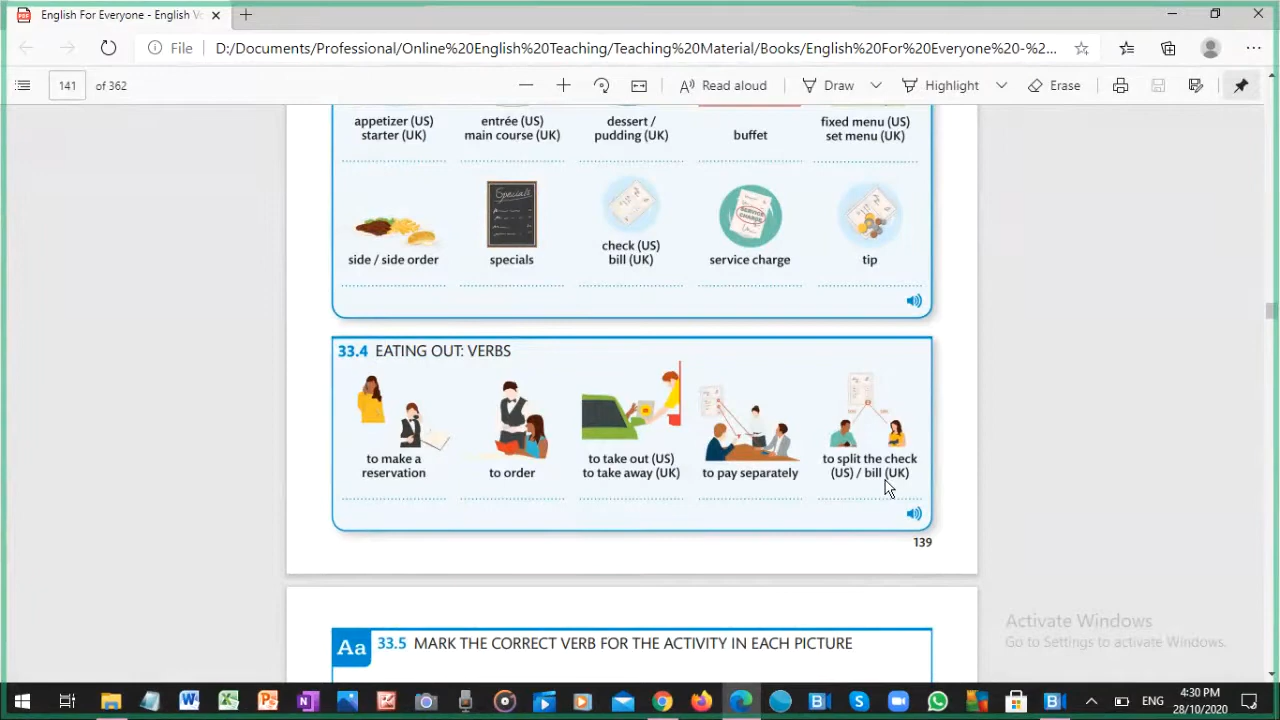 English For Everyone - English Vo
File D:/Documents/Professional/Online%20English%20Teaching/Teaching%20Material/Books/English%20For%20Everyone%20-%2...
141 of 362
A Read aloud Draw Highlight Erase
appetizer (US) entrée (US) dessert / fixed menu (US)
starter (UK) main course (UK) pudding (UK) buffet set menu (UK)
Specials
SERVICE CHARGE
check (US)
side / side order specials bill (UK) service charge tip
33.4 EATING OUT: VERBS
to make a to take out (US) to split the check
reservation to order to take away (UK) to pay separately (US) / bill (UK)
139
Activate Windows
Go to Settings to activate Windows.
Aa 33.5 MARK THE CORRECT VERB FOR THE ACTIVITY IN EACH PICTURE
ENG 4:30 PM
28/10/2020